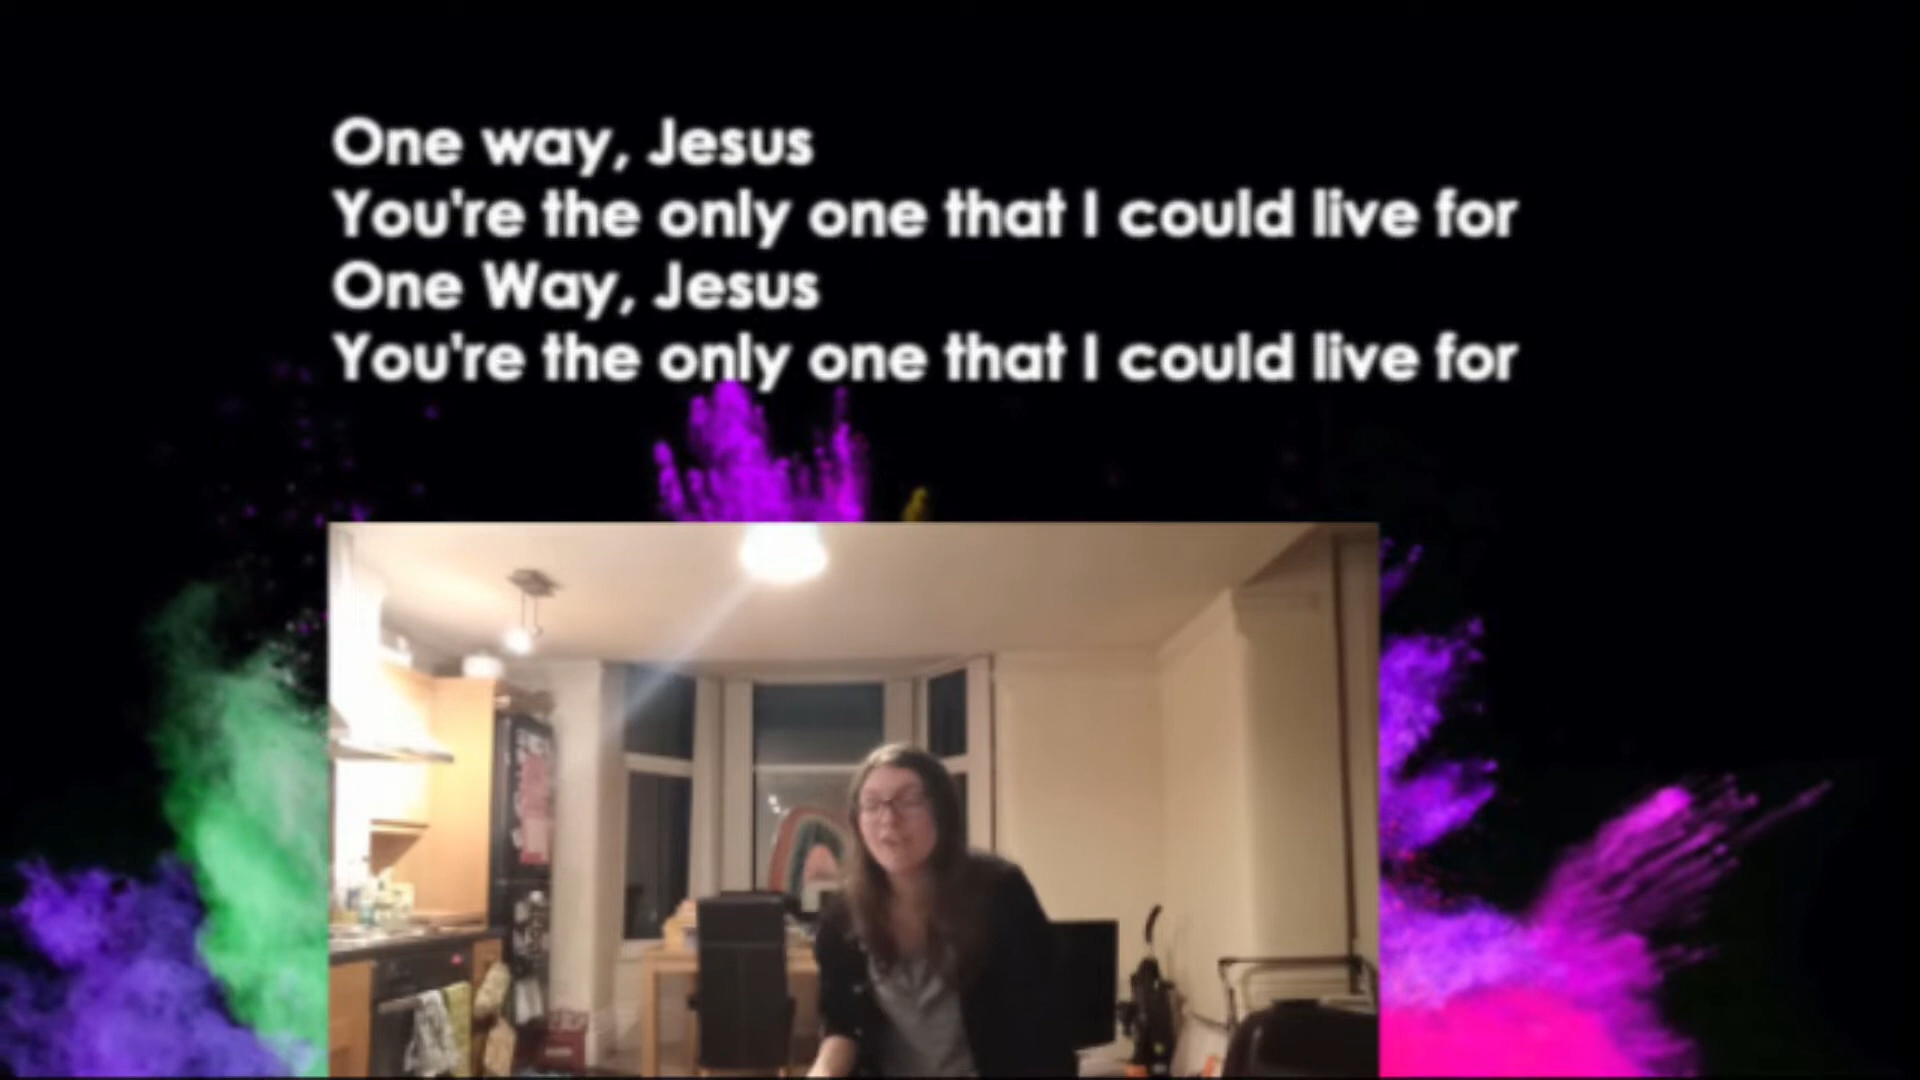 One way, Jesus
You're the only one that I could live for
One Way, Jesus
You're the only one that I could live for